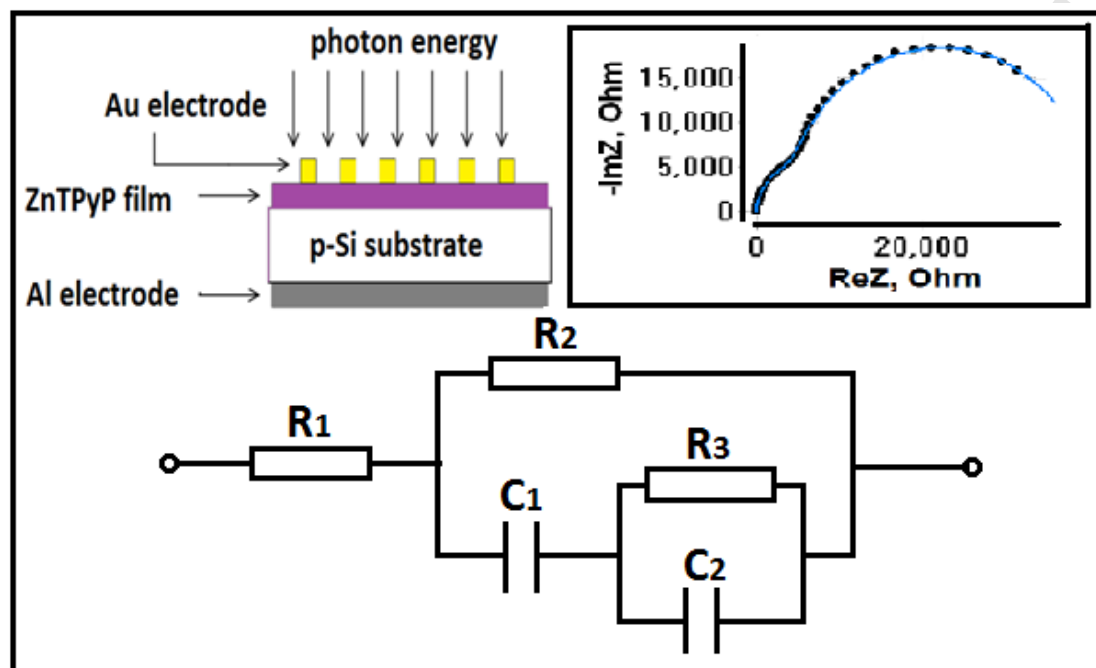 photon energy
Au electrode
ZnTPyP film
p-Si substrate
Al electrode
-ImZ, Ohm
15,000
10,000
5,000
0
0 20,000
ReZ, Ohm
R2
R1
R3
C1
C2